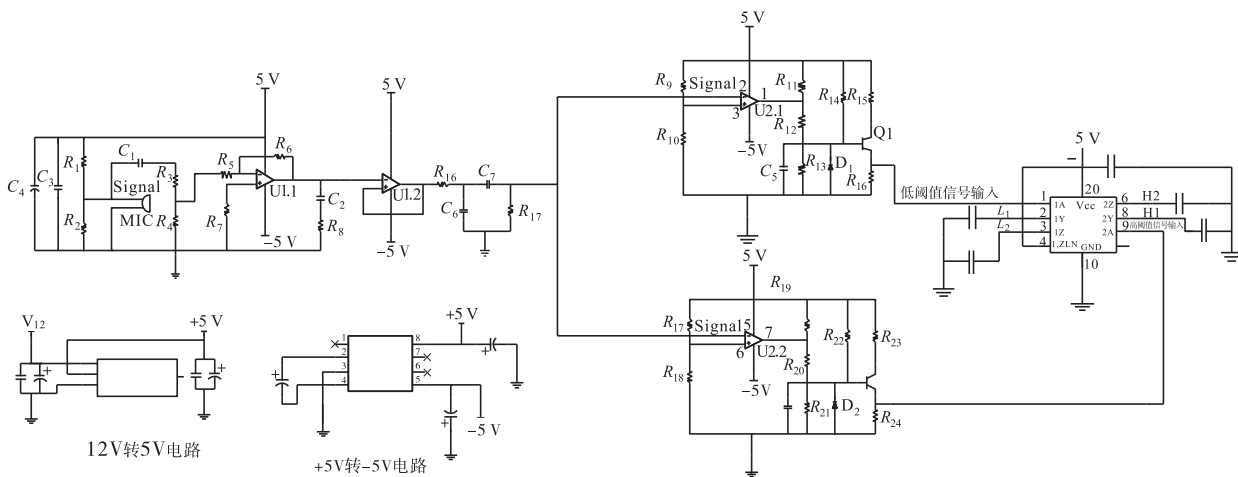 5 V
5 V
R1
C1
R3
C4
C3
Signal
MIC
R2
R4
R5
R6
R7
U1.1
-5 V
C2
R8
U1.2
-5 V
R16
C7
C6
R17
5 V
R9
Signal
2
3
1
U2.1
R10
-5V
R11
R12
R14
R15
Q1
C5
R13
D1
R16
低阈值信号输入
5 V
R19
R17
Signal
5
6
7
U2.2
R18
-5V
R20
R22
R23
R21
D2
R24
5 V
20
Vcc
1
1A
2Z
6
H2
L1
2
1Y
2Y
8
H1
L2
3
1Z
2A
9
高阈值信号输入
4
1,ZLN
GND
10
V12
+5 V
12V转5V电路
+5 V
1
2
3
4
8
7
6
5
-5 V
+5V转-5V电路